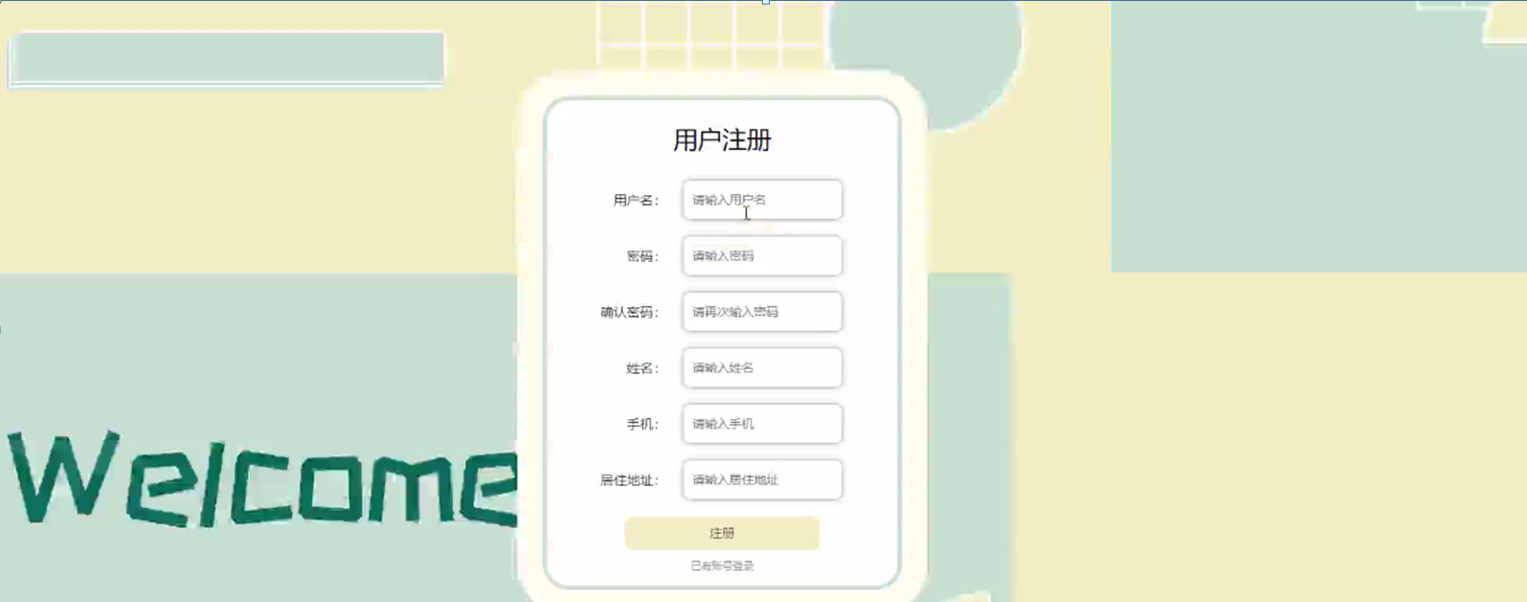 用户注册
用户名： 请输入用户名
密码： 请输入密码
确认密码： 请再次输入密码
姓名： 请输入姓名
手机： 请输入手机
居住地址： 请输入居住地址
Welcome
注册
已有账号登录